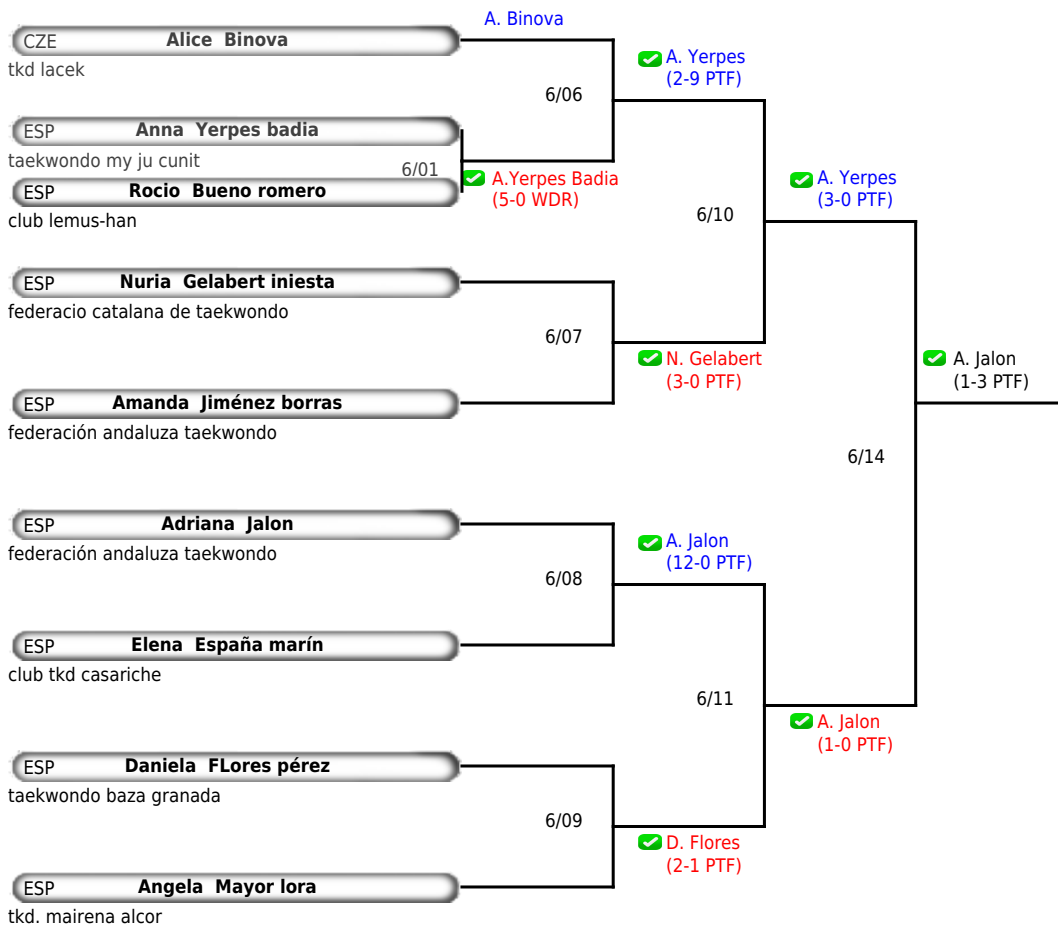 A. Binova
CZE Alice Binova
tkd lacek
A. Yerpes
(2-9 PTF)
6/06
ESP Anna Yerpes badia
taekwondo my ju cunit
6/01
A.Yerpes Badia
(5-0 WDR)
ESP Rocio Bueno romero
club lemus-han
A. Yerpes
(3-0 PTF)
6/10
ESP Nuria Gelabert iniesta
federacio catalana de taekwondo
6/07
N. Gelabert
(3-0 PTF)
A. Jalon
(1-3 PTF)
ESP Amanda Jiménez borras
federación andaluza taekwondo
6/14
ESP Adriana Jalon
federación andaluza taekwondo
A. Jalon
(12-0 PTF)
6/08
ESP Elena España marín
club tkd casariche
6/11
A. Jalon
(1-0 PTF)
ESP Daniela FLores pérez
taekwondo baza granada
6/09
D. Flores
(2-1 PTF)
ESP Angela Mayor lora
tkd. mairena alcor